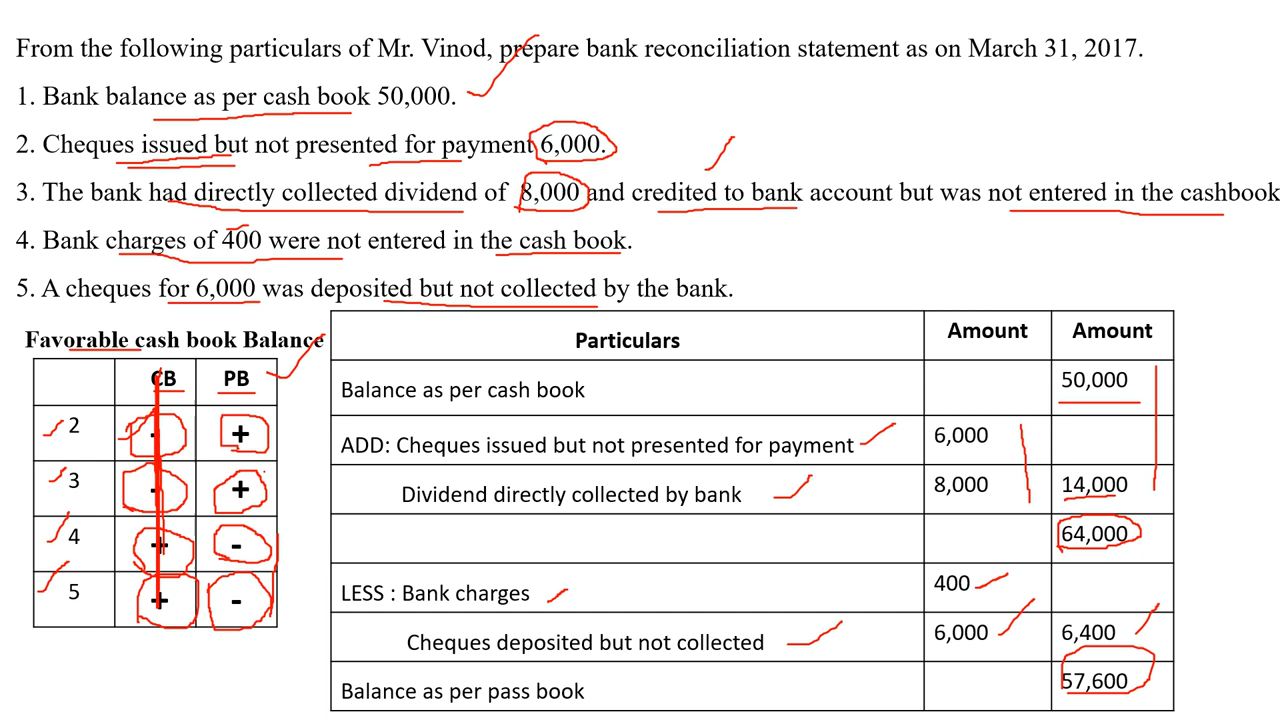 From the following particulars of Mr. Vinod, prepare bank reconciliation statement as on March 31, 2017.
1. Bank balance as per cash book 50,000.
2. Cheques issued but not presented for payment 6,000.
3. The bank had directly collected dividend of 8,000 and credited to bank account but was not entered in the cashbook
4. Bank charges of 400 were not entered in the cash book.
5. A cheques for 6,000 was deposited but not collected by the bank.
Favorable cash book Balance
CB PB
2 - +
3 - +
4 + -
5 + -
Particulars Amount Amount
Balance as per cash book 50,000
ADD: Cheques issued but not presented for payment 6,000
Dividend directly collected by bank 8,000 14,000
64,000
LESS : Bank charges 400
Cheques deposited but not collected 6,000 6,400
Balance as per pass book 57,600